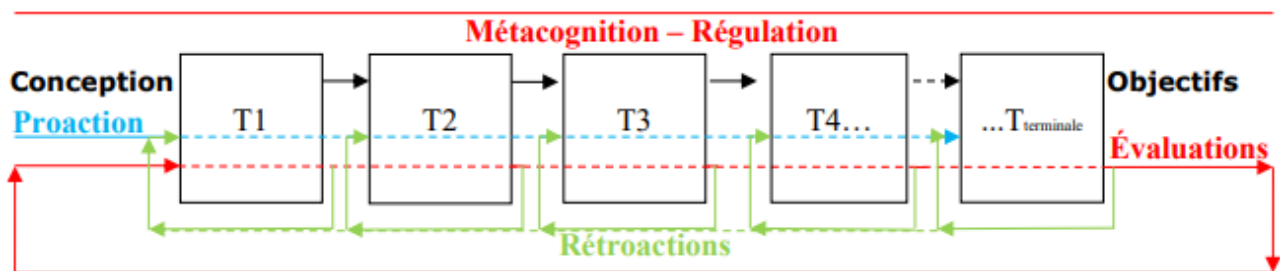 Métacognition – Régulation
Conception
Objectifs
T1
T2
T3
T4...
...Tterminale
Proaction
Évaluations
Rétroactions